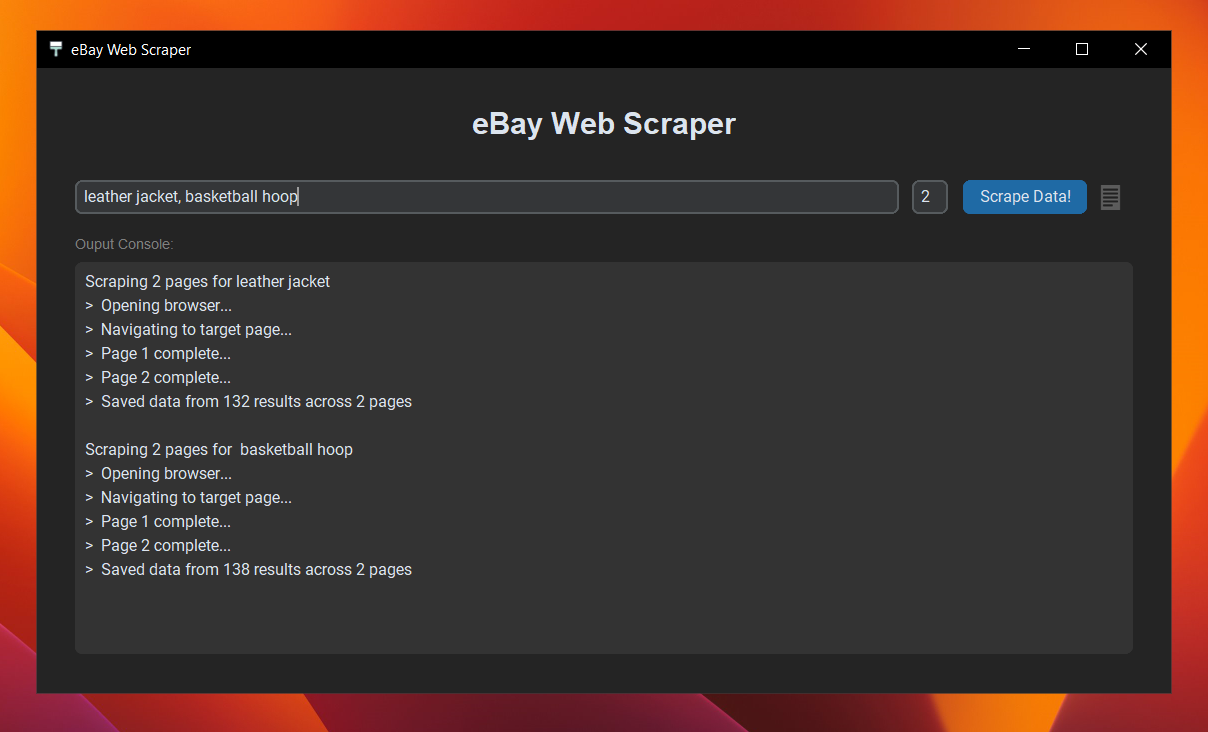 eBay Web Scraper
eBay Web Scraper
leather jacket, basketball hoop 2 Scrape Data!
Ouput Console:
Scraping 2 pages for leather jacket
> Opening browser...
> Navigating to target page...
> Page 1 complete...
> Page 2 complete...
> Saved data from 132 results across 2 pages
Scraping 2 pages for  basketball hoop
> Opening browser...
> Navigating to target page...
> Page 1 complete...
> Page 2 complete...
> Saved data from 138 results across 2 pages